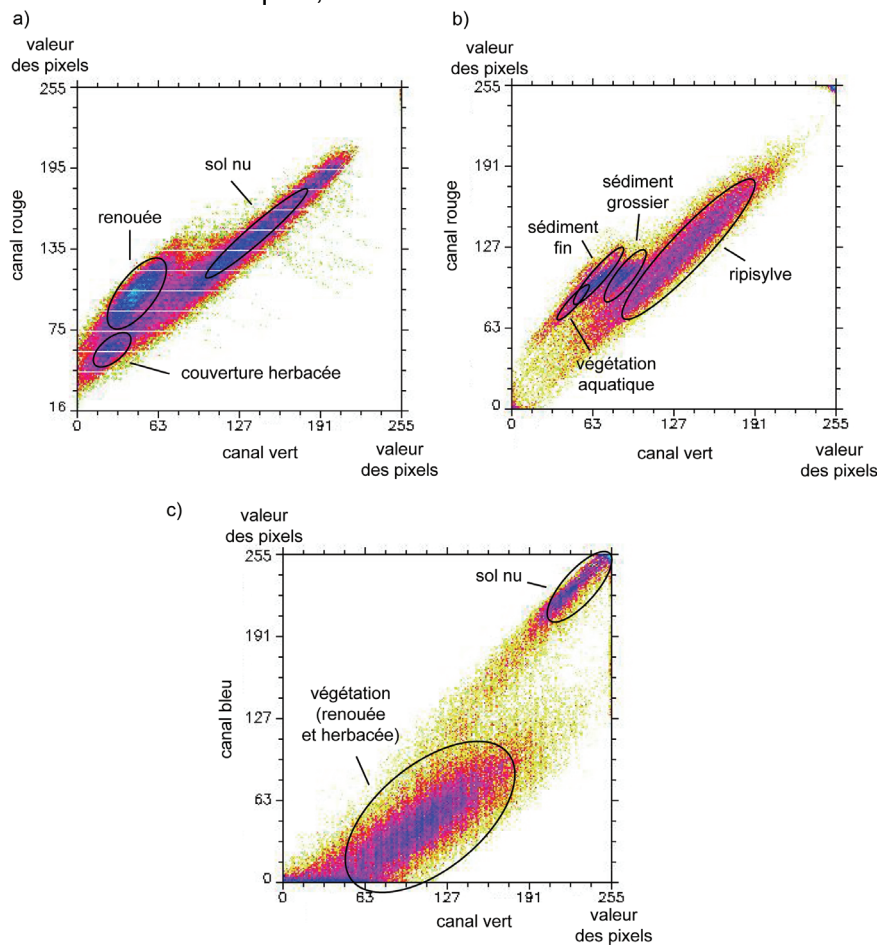 a)
valeur
des pixels
255
195
135
75
16
canal rouge
sol nu
renouée
couverture herbacée
0
63
127
191
255
canal vert
valeur
des pixels
b)
valeur
des pixels
255
191
127
63
0
canal rouge
sédiment
grossier
sédiment
fin
ripisylve
végétation
aquatique
0
63
127
191
255
canal vert
valeur
des pixels
c)
valeur
des pixels
255
191
127
63
0
canal bleu
sol nu
végétation
(renouée
et herbacée)
0
63
127
191
255
canal vert
valeur
des pixels